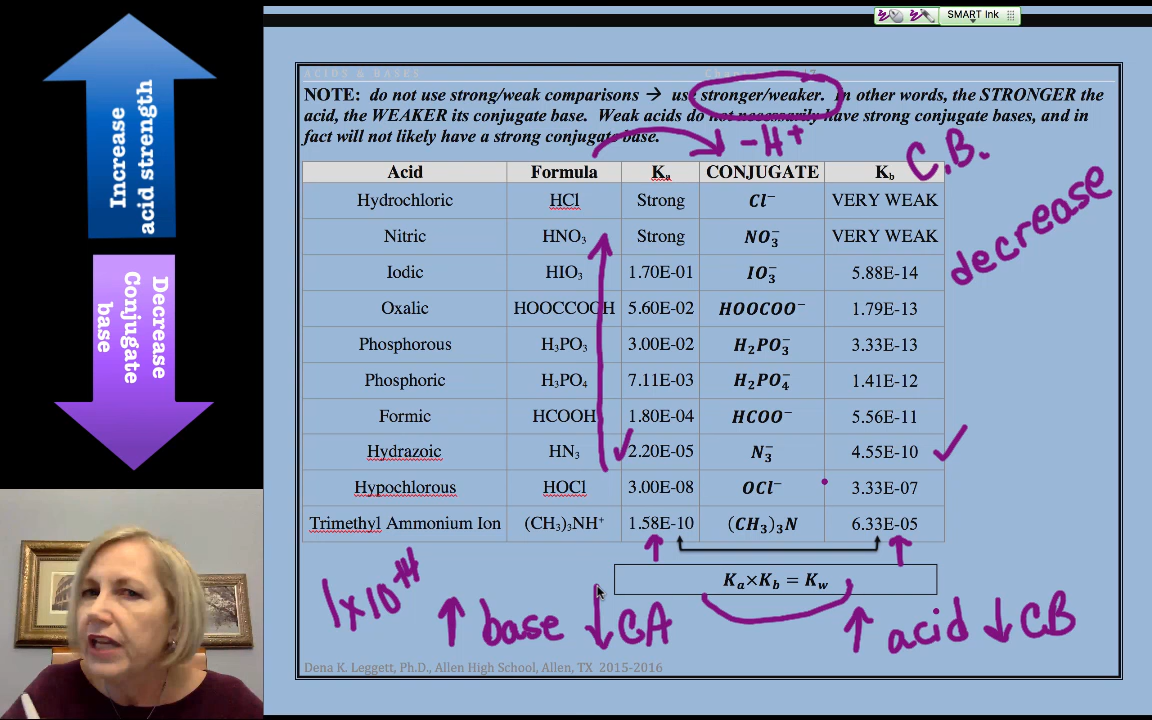 SMART Ink
Increase
acid strength
Decrease
Conjugate
base
ACIDS & BASES
NOTE: do not use strong/weak comparisons → use stronger/weaker. In other words, the STRONGER the
acid, the WEAKER its conjugate base. Weak acids do not necessarily have strong conjugate bases, and in
fact will not likely have a strong conjugate base.
-H+
C.B.
decrease
Acid Formula Kₐ CONJUGATE K_b
Hydrochloric HCl Strong Cl⁻ VERY WEAK
Nitric HNO₃ Strong NO₃⁻ VERY WEAK
Iodic HIO₃ 1.70E-01 IO₃⁻ 5.88E-14
Oxalic HOOCCOOH 5.60E-02 HOOCOO⁻ 1.79E-13
Phosphorous H₃PO₃ 3.00E-02 H₂PO₃⁻ 3.33E-13
Phosphoric H₃PO₄ 7.11E-03 H₂PO₄⁻ 1.41E-12
Formic HCOOH 1.80E-04 HCOO⁻ 5.56E-11
Hydrazoic HN₃ ✓ 2.20E-05 N₃⁻ 4.55E-10 ✓
Hypochlorous HOCl 3.00E-08 OCl⁻ 3.33E-07
Trimethyl Ammonium Ion (CH₃)₃NH⁺ 1.58E-10 (CH₃)₃N 6.33E-05
Kₐ×K_b = K_w
1x10⁻¹⁴
↑ base ↓ CA
↑ acid ↓ CB
Dena K. Leggett, Ph.D., Allen High School, Allen, TX 2015-2016